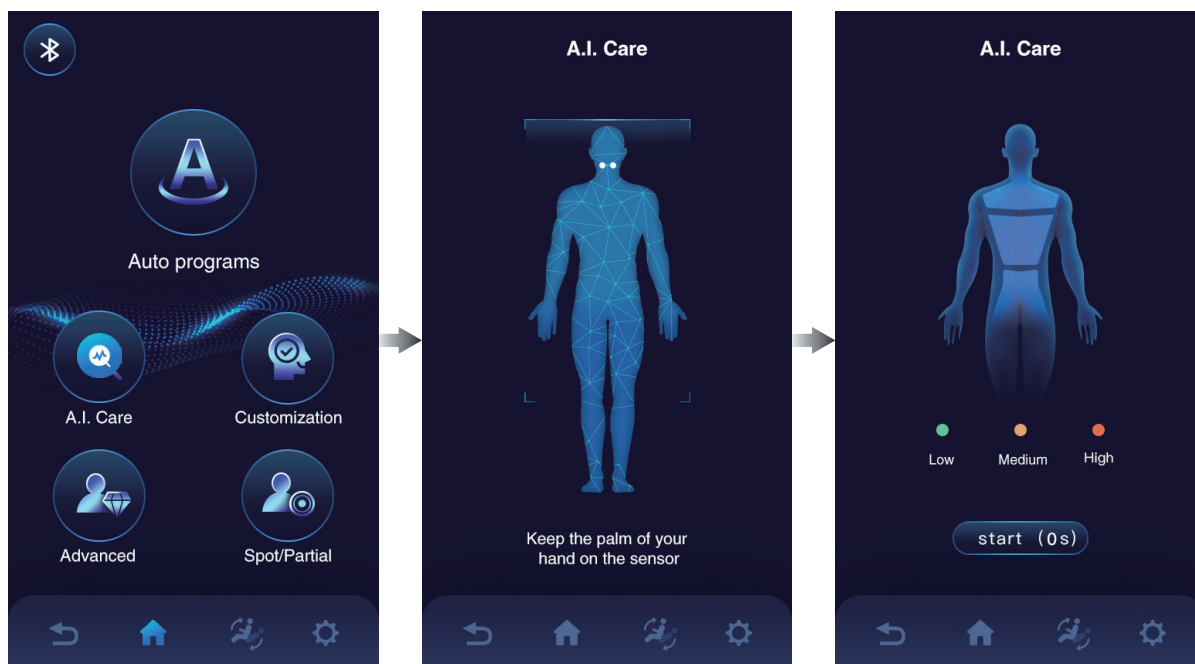 A
Auto programs
A.I. Care
Customization
Advanced
Spot/Partial
A.I. Care
Keep the palm of your
hand on the sensor
A.I. Care
Low
Medium
High
start (0s)